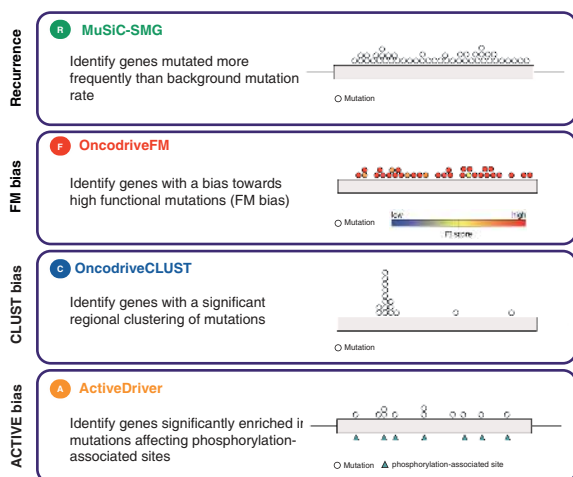 Recurrence
R MuSiC-SMG
Identify genes mutated more
frequently than background mutation
rate
Mutation
FM bias
F OncodriveFM
Identify genes with a bias towards
high functional mutations (FM bias)
Mutation
low high
FI score
CLUST bias
C OncodriveCLUST
Identify genes with a significant
regional clustering of mutations
Mutation
ACTIVE bias
A ActiveDriver
Identify genes significantly enriched in
mutations affecting phosphorylation-
associated sites
Mutation phosphorylation-associated site